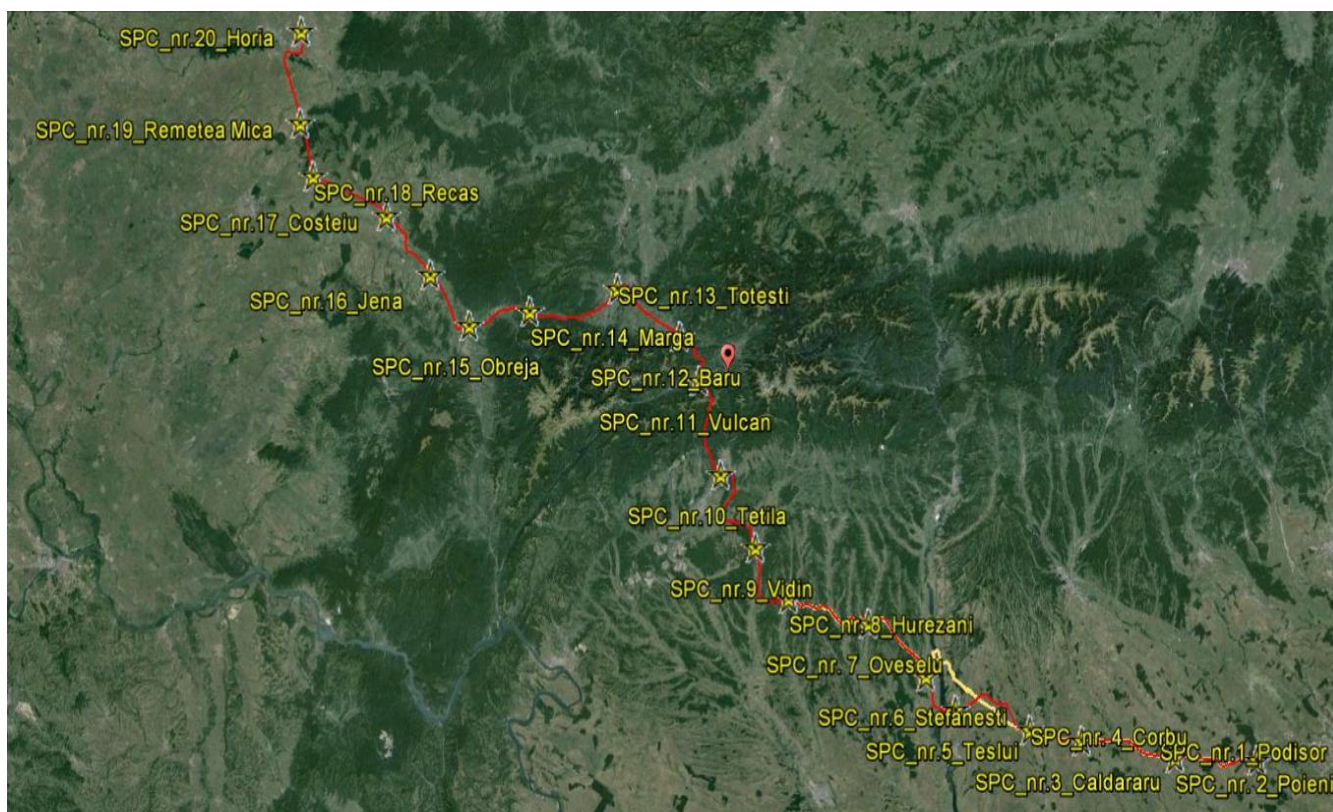 SPC_nr.20_Horia
SPC_nr.19_Remetea Mica
SPC_nr.18_Recas
SPC_nr.17_Costeiu
SPC_nr.16_Jena
SPC_nr.13_Totesti
SPC_nr.14_Marga
SPC_nr.15_Obreja
SPC_nr.12_Baru
SPC_nr.11_Vulcan
SPC_nr.10_Tetila
SPC_nr.9_Vidin
SPC_nr. 8_Hurezani
SPC_nr. 7_Oveselu
SPC_nr.6_Stefanesti
SPC_nr. 4_Corbu
SPC_nr.5_Teslui
SPC_nr.1_Podisor
SPC_nr.3_Caldararu
SPC_nr. 2_Poieni